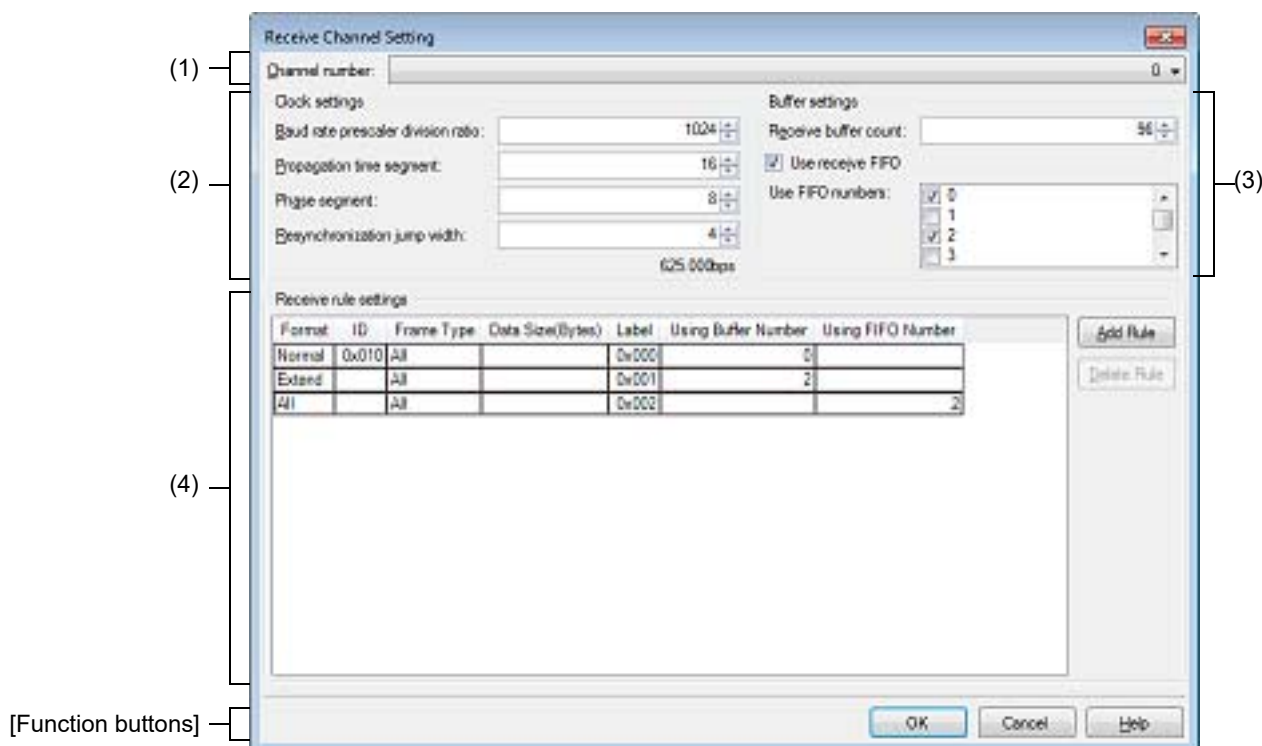 Receive Channel Setting
(1)
Channel number: 0
(2)
Clock settings
Baud rate prescaler division ratio: 1024
Propagation time segment: 16
Phase segment: 8
Resynchronization jump width: 4
625.000bps
Buffer settings
Receive buffer count: 96
Use receive FIFO
Use FIFO numbers: 0
1
2
3
(3)
(4)
Receive rule settings
Format ID Frame Type Data Size(Bytes) Label Using Buffer Number Using FIFO Number
Normal 0x010 All 0x000 0
Extend All 0x001 2
All All 0x002 2
Add Rule
Delete Rule
[Function buttons]
OK Cancel Help